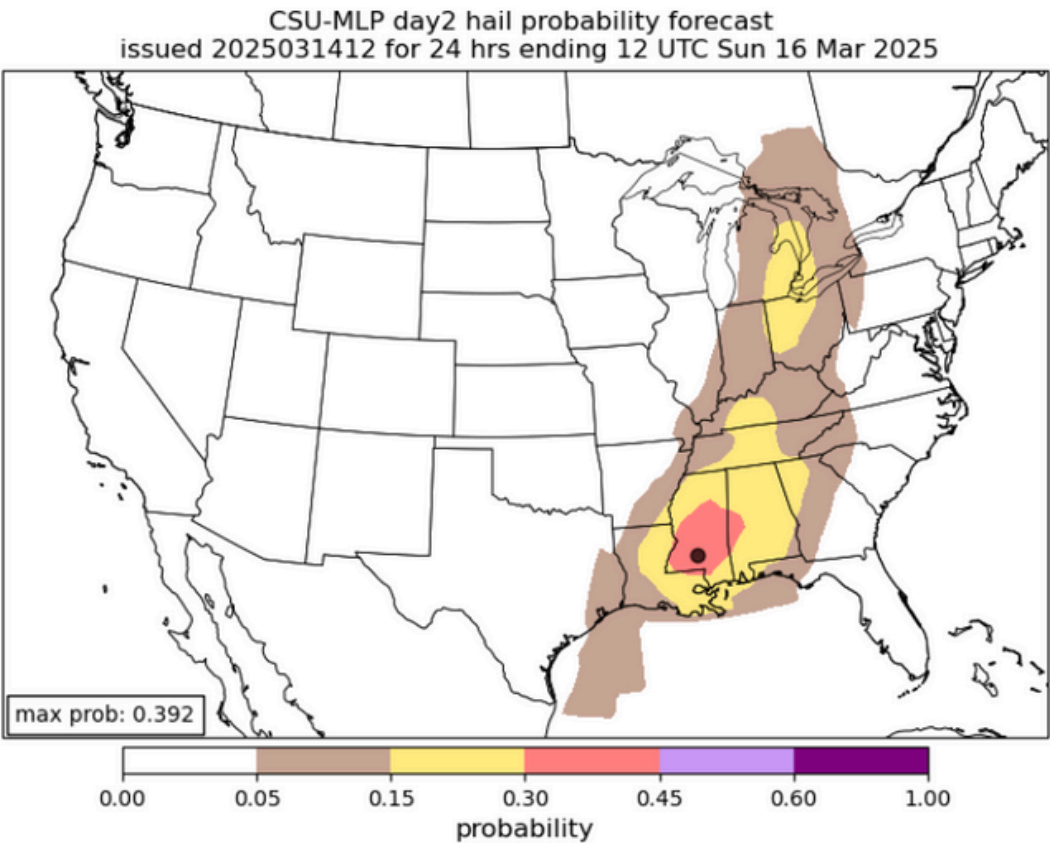 CSU-MLP day2 hail probability forecast
issued 2025031412 for 24 hrs ending 12 UTC Sun 16 Mar 2025
max prob: 0.392
0.00 0.05 0.15 0.30 0.45 0.60 1.00
probability